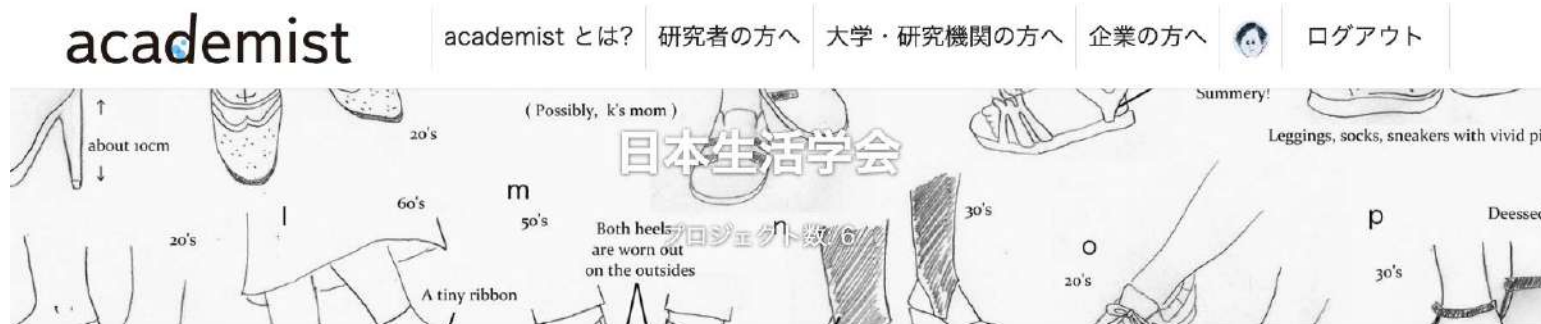 academist
academist とは?
研究者の方へ
大学・研究機関の方へ
企業の方へ
ログアウト
about 10cm
20's
( Possibly, k's mom )
日本生活学会
Summery!
Leggings, socks, sneakers with vivid pi
20's
l
60's
m
50's
Both heels
are worn out
on the outsides
プロジェクト数/6
n
30's
o
20's
p
30's
Deessed
A tiny ribbon